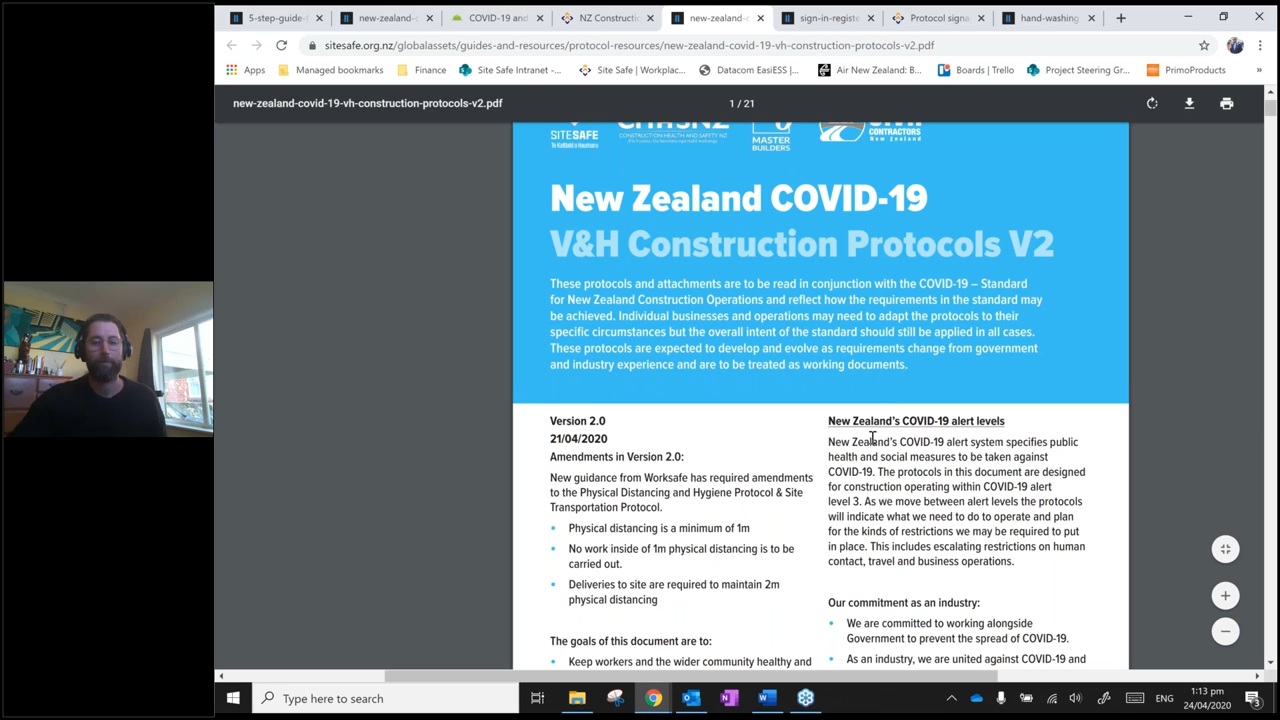 5-step-guide-
new-zealand-c
COVID-19 and
NZ Constructi
new-zealand-c
sign-in-registe
Protocol signa
hand-washing
sitesafe.org.nz/globalassets/guides-and-resources/protocol-resources/new-zealand-covid-19-vh-construction-protocols-v2.pdf
Apps
Managed bookmarks
Finance
Site Safe Intranet -...
Site Safe | Workplac...
Datacom EasiESS |...
Air New Zealand: B...
Boards | Trello
Project Steering Gr...
PrimoProducts
»
new-zealand-covid-19-vh-construction-protocols-v2.pdf
1 / 21
SITESAFE
CONSTRUCTION HEALTH AND SAFETY NZ
MASTER
BUILDERS
CONTRACTORS
New Zealand
New Zealand COVID-19
V&H Construction Protocols V2
These protocols and attachments are to be read in conjunction with the COVID-19 – Standard
for New Zealand Construction Operations and reflect how the requirements in the standard may
be achieved. Individual businesses and operations may need to adapt the protocols to their
specific circumstances but the overall intent of the standard should still be applied in all cases.
These protocols are expected to develop and evolve as requirements change from government
and industry experience and are to be treated as working documents.
Version 2.0
21/04/2020
Amendments in Version 2.0:
New guidance from Worksafe has required amendments
to the Physical Distancing and Hygiene Protocol & Site
Transportation Protocol.
• Physical distancing is a minimum of 1m
• No work inside of 1m physical distancing is to be
carried out.
• Deliveries to site are required to maintain 2m
physical distancing
The goals of this document are to:
• Keep workers and the wider community healthy and
New Zealand's COVID-19 alert levels
New Zealand's COVID-19 alert system specifies public
health and social measures to be taken against
COVID-19. The protocols in this document are designed
for construction operating within COVID-19 alert
level 3. As we move between alert levels the protocols
will indicate what we need to do to operate and plan
for the kinds of restrictions we may be required to put
in place. This includes escalating restrictions on human
contact, travel and business operations.
Our commitment as an industry:
• We are committed to working alongside
Government to prevent the spread of COVID-19.
• As an industry, we are united against COVID-19 and
Type here to search
ENG
1:13 pm
24/04/2020
3